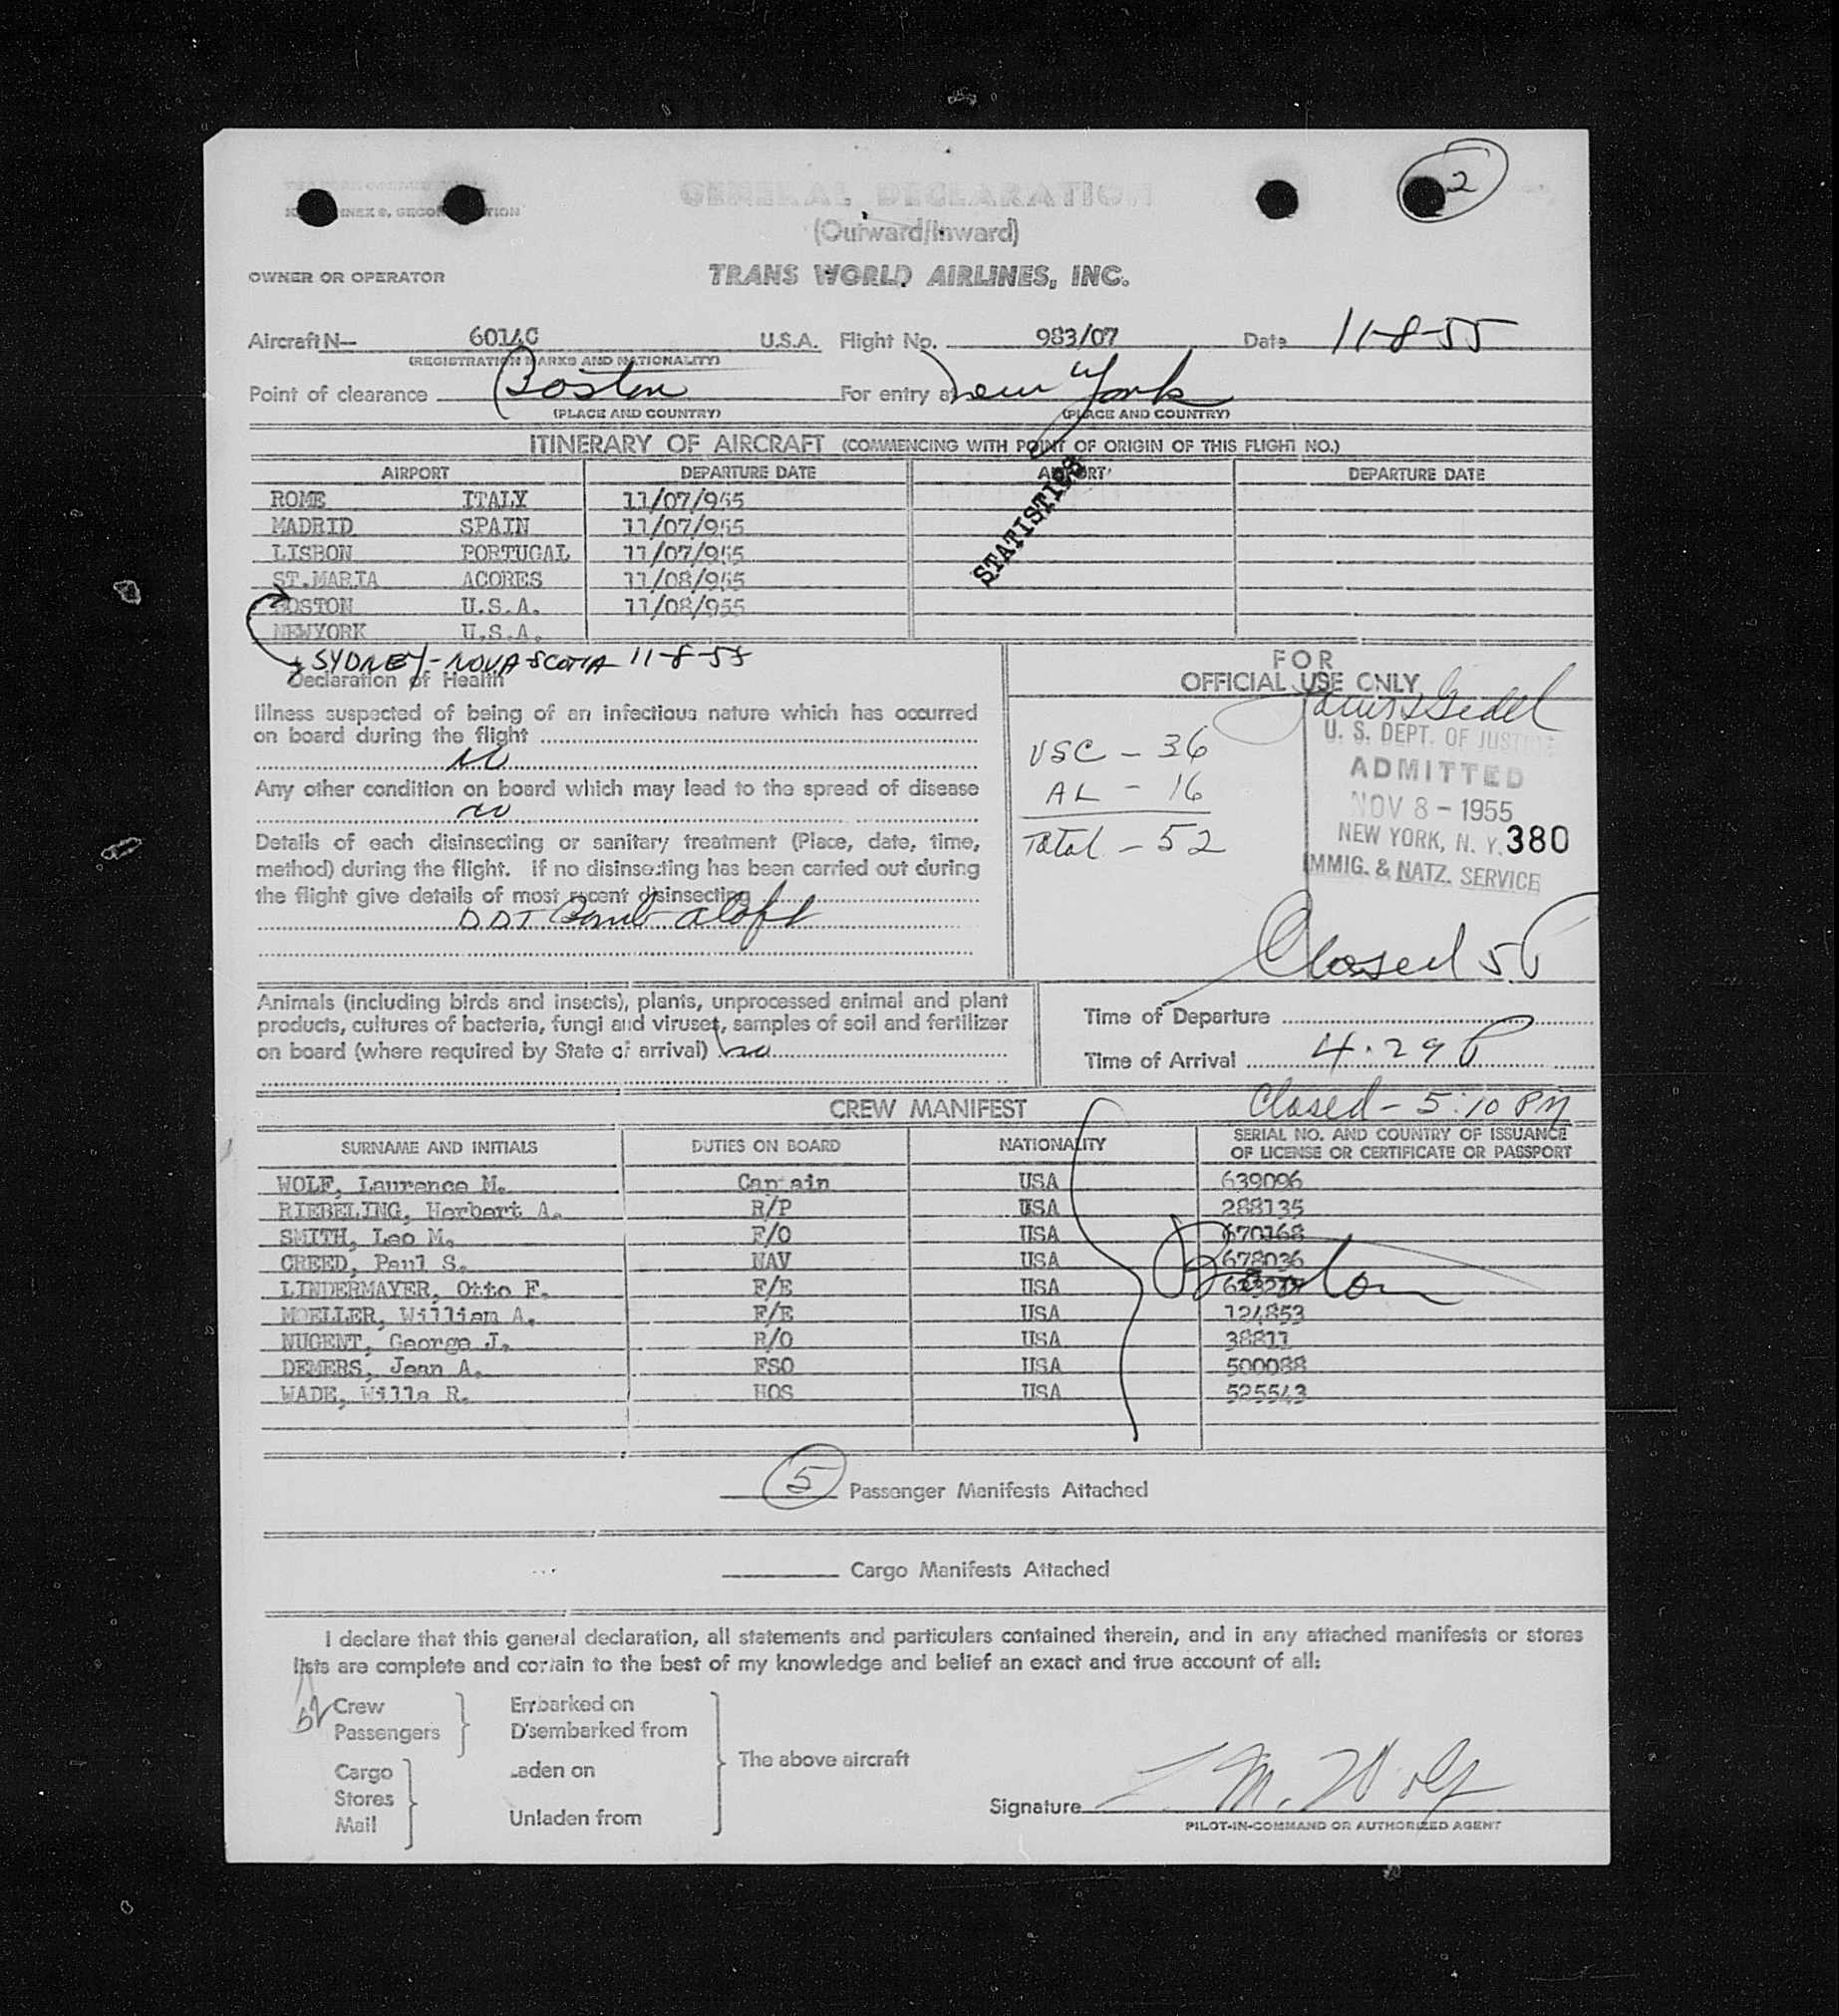 2
GENERAL DECLARATION
(Outward/Inward)
OWNER OR OPERATOR TRANS WORLD AIRLINES, INC.
Aircraft N— 6014C U.S.A. Flight No. 983/07 Date 11-8-55
(REGISTRATION MARKS AND NATIONALITY)
Point of clearance Boston For entry at New York
(PLACE AND COUNTRY) (PLACE AND COUNTRY)
ITINERARY OF AIRCRAFT (COMMENCING WITH POINT OF ORIGIN OF THIS FLIGHT NO.)
AIRPORT DEPARTURE DATE AIRPORT DEPARTURE DATE
STATISTICS
ROME ITALY 11/07/955
MADRID SPAIN 11/07/955
LISBON PORTUGAL 11/07/955
ST.MARIA ACORES 11/08/955
BOSTON U.S.A. 11/08/955
NEWYORK U.S.A.
SYDNEY-NOVA SCOTIA 11-8-55
Declaration of Health
Illness suspected of being of an infectious nature which has occurred
on board during the flight
No
Any other condition on board which may lead to the spread of disease
no
Details of each disinsecting or sanitary treatment (Place, date, time,
method) during the flight. If no disinsecting has been carried out during
the flight give details of most recent disinsecting
DDT Bomb aloft
FOR
OFFICIAL USE ONLY
USC - 36
AL - 16
Total - 52
U. S. DEPT. OF JUSTICE
ADMITTED
NOV 8 - 1955
NEW YORK, N. Y. 380
IMMIG. & NATZ. SERVICE
Closed 5P
Animals (including birds and insects), plants, unprocessed animal and plant
products, cultures of bacteria, fungi and viruses, samples of soil and fertilizer
on board (where required by State of arrival) no
Time of Departure
Time of Arrival 4:29 P
Closed - 5:10 PM
CREW MANIFEST
SURNAME AND INITIALS DUTIES ON BOARD NATIONALITY SERIAL NO. AND COUNTRY OF ISSUANCE
OF LICENSE OR CERTIFICATE OR PASSPORT
WOLF, Laurence M. Captain USA 639096
RIEBELING, Herbert A. R/P USA 288135
SMITH, Leo M. F/O USA 670168
CREED, Paul S. NAV USA 678036
LINDERMAYER, Otto F. F/E USA
MOELLER, William A. F/E USA 124853
NUGENT, George J. R/O USA 38811
DEMERS, Jean A. FSO USA 500088
WADE, Willa R. HOS USA 525543
Boston
5 Passenger Manifests Attached
Cargo Manifests Attached
I declare that this general declaration, all statements and particulars contained therein, and in any attached manifests or stores
lists are complete and contain to the best of my knowledge and belief an exact and true account of all:
Crew Embarked on
Passengers Disembarked from
The above aircraft
Cargo Laden on
Stores
Mail Unladen from
Signature L M. Wolf
PILOT-IN-COMMAND OR AUTHORIZED AGENT